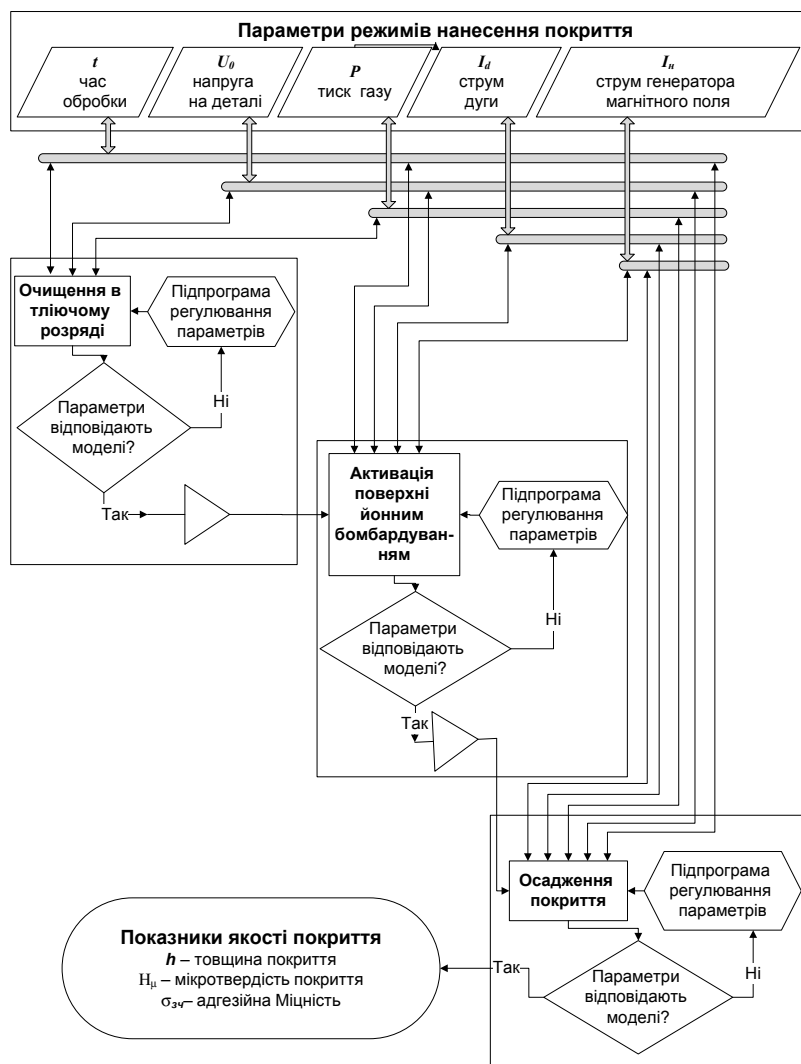 Параметри режимів нанесення покриття
t
час
обробки
U₀
напруга
на деталі
P
тиск газу
I_d
струм
дуги
I_н
струм генератора
магнітного поля
Очищення в
тліючому
розряді
Підпрограма
регулювання
параметрів
Параметри
відповідають
моделі?
Ні
Так
Активація
поверхні
йонним
бомбардуван-
ням
Підпрограма
регулювання
параметрів
Параметри
відповідають
моделі?
Ні
Так
Осадження
покриття
Підпрограма
регулювання
параметрів
Параметри
відповідають
моделі?
Ні
Так
Показники якості покриття
h – товщина покриття
H_μ – мікротвердість покриття
σ_зч– адгезійна Міцність